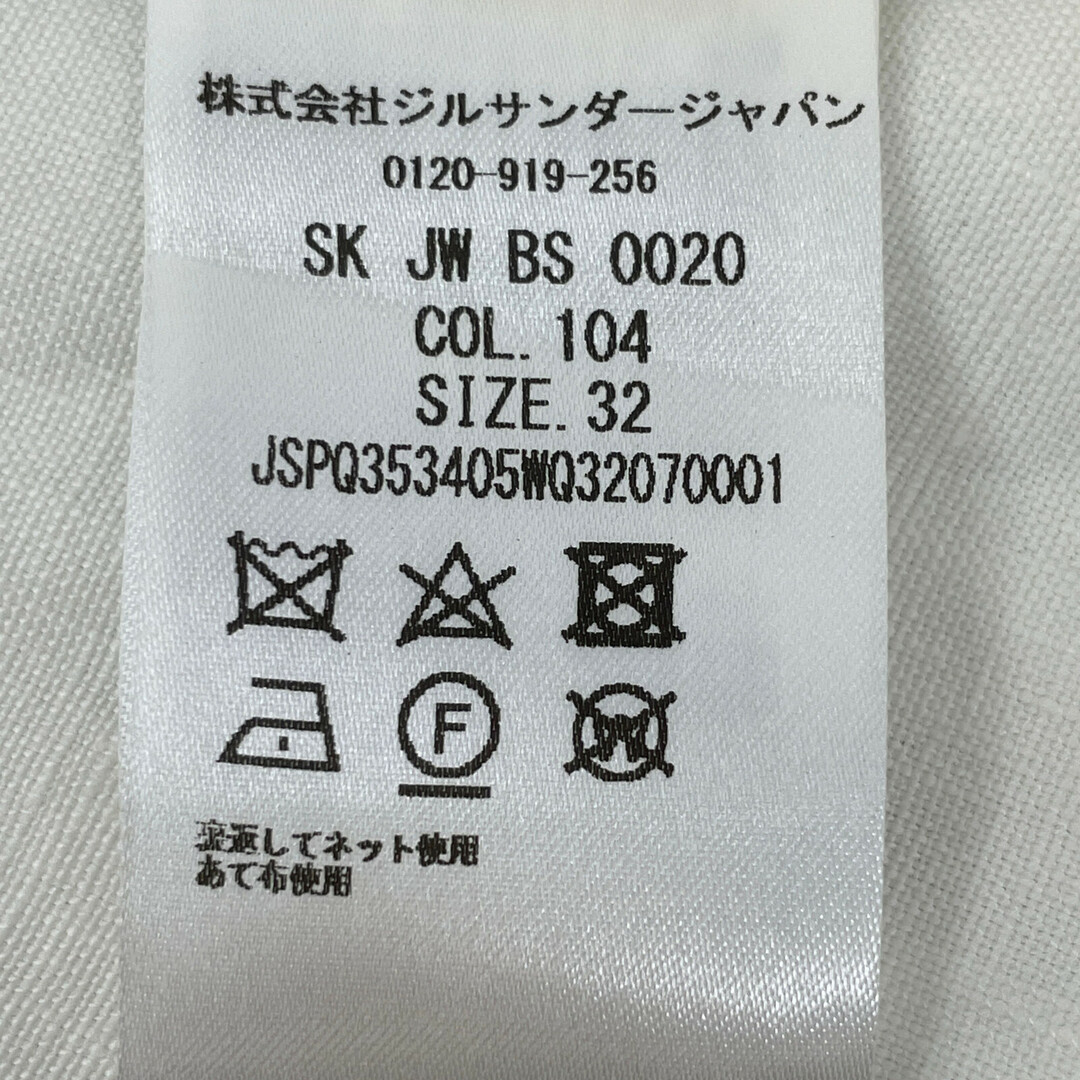 株式会社ジルサンダージャパン
0120-919-256
SK JW BS 0020
COL. 104
SIZE. 32
JSPQ353405WQ32070001
F
W
裏返してネット使用
あて布使用